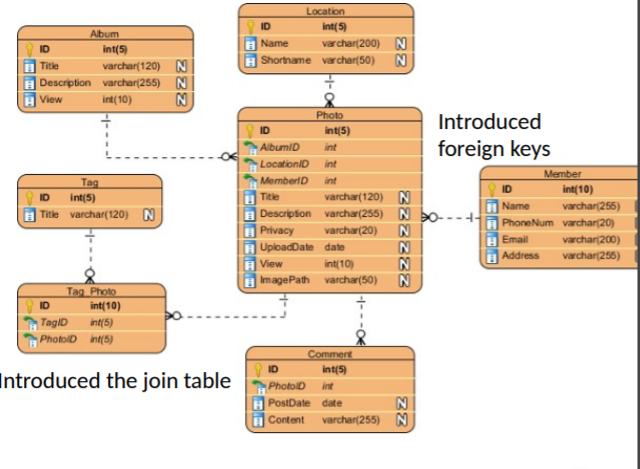 Location
ID int(5)
Name varchar(200) N
Shortname varchar(50) N
Album
ID int(5)
Title varchar(120) N
Description varchar(255) N
View int(10) N
Photo
ID int(5)
AlbumID int
LocationID int
MemberID int
Title varchar(120) N
Description varchar(255) N
Privacy varchar(20) N
UploadDate date N
View int(10) N
ImagePath varchar(50) N
Introduced
foreign keys
Member
ID int(10)
Name varchar(255)
PhoneNum varchar(20)
Email varchar(200)
Address varchar(255)
Tag
ID int(5)
Title varchar(120) N
Tag_Photo
ID int(10)
TagID int(5)
PhotoID int(5)
Introduced the join table
Comment
ID int(5)
PhotoID int
PostDate date N
Content varchar(255) N